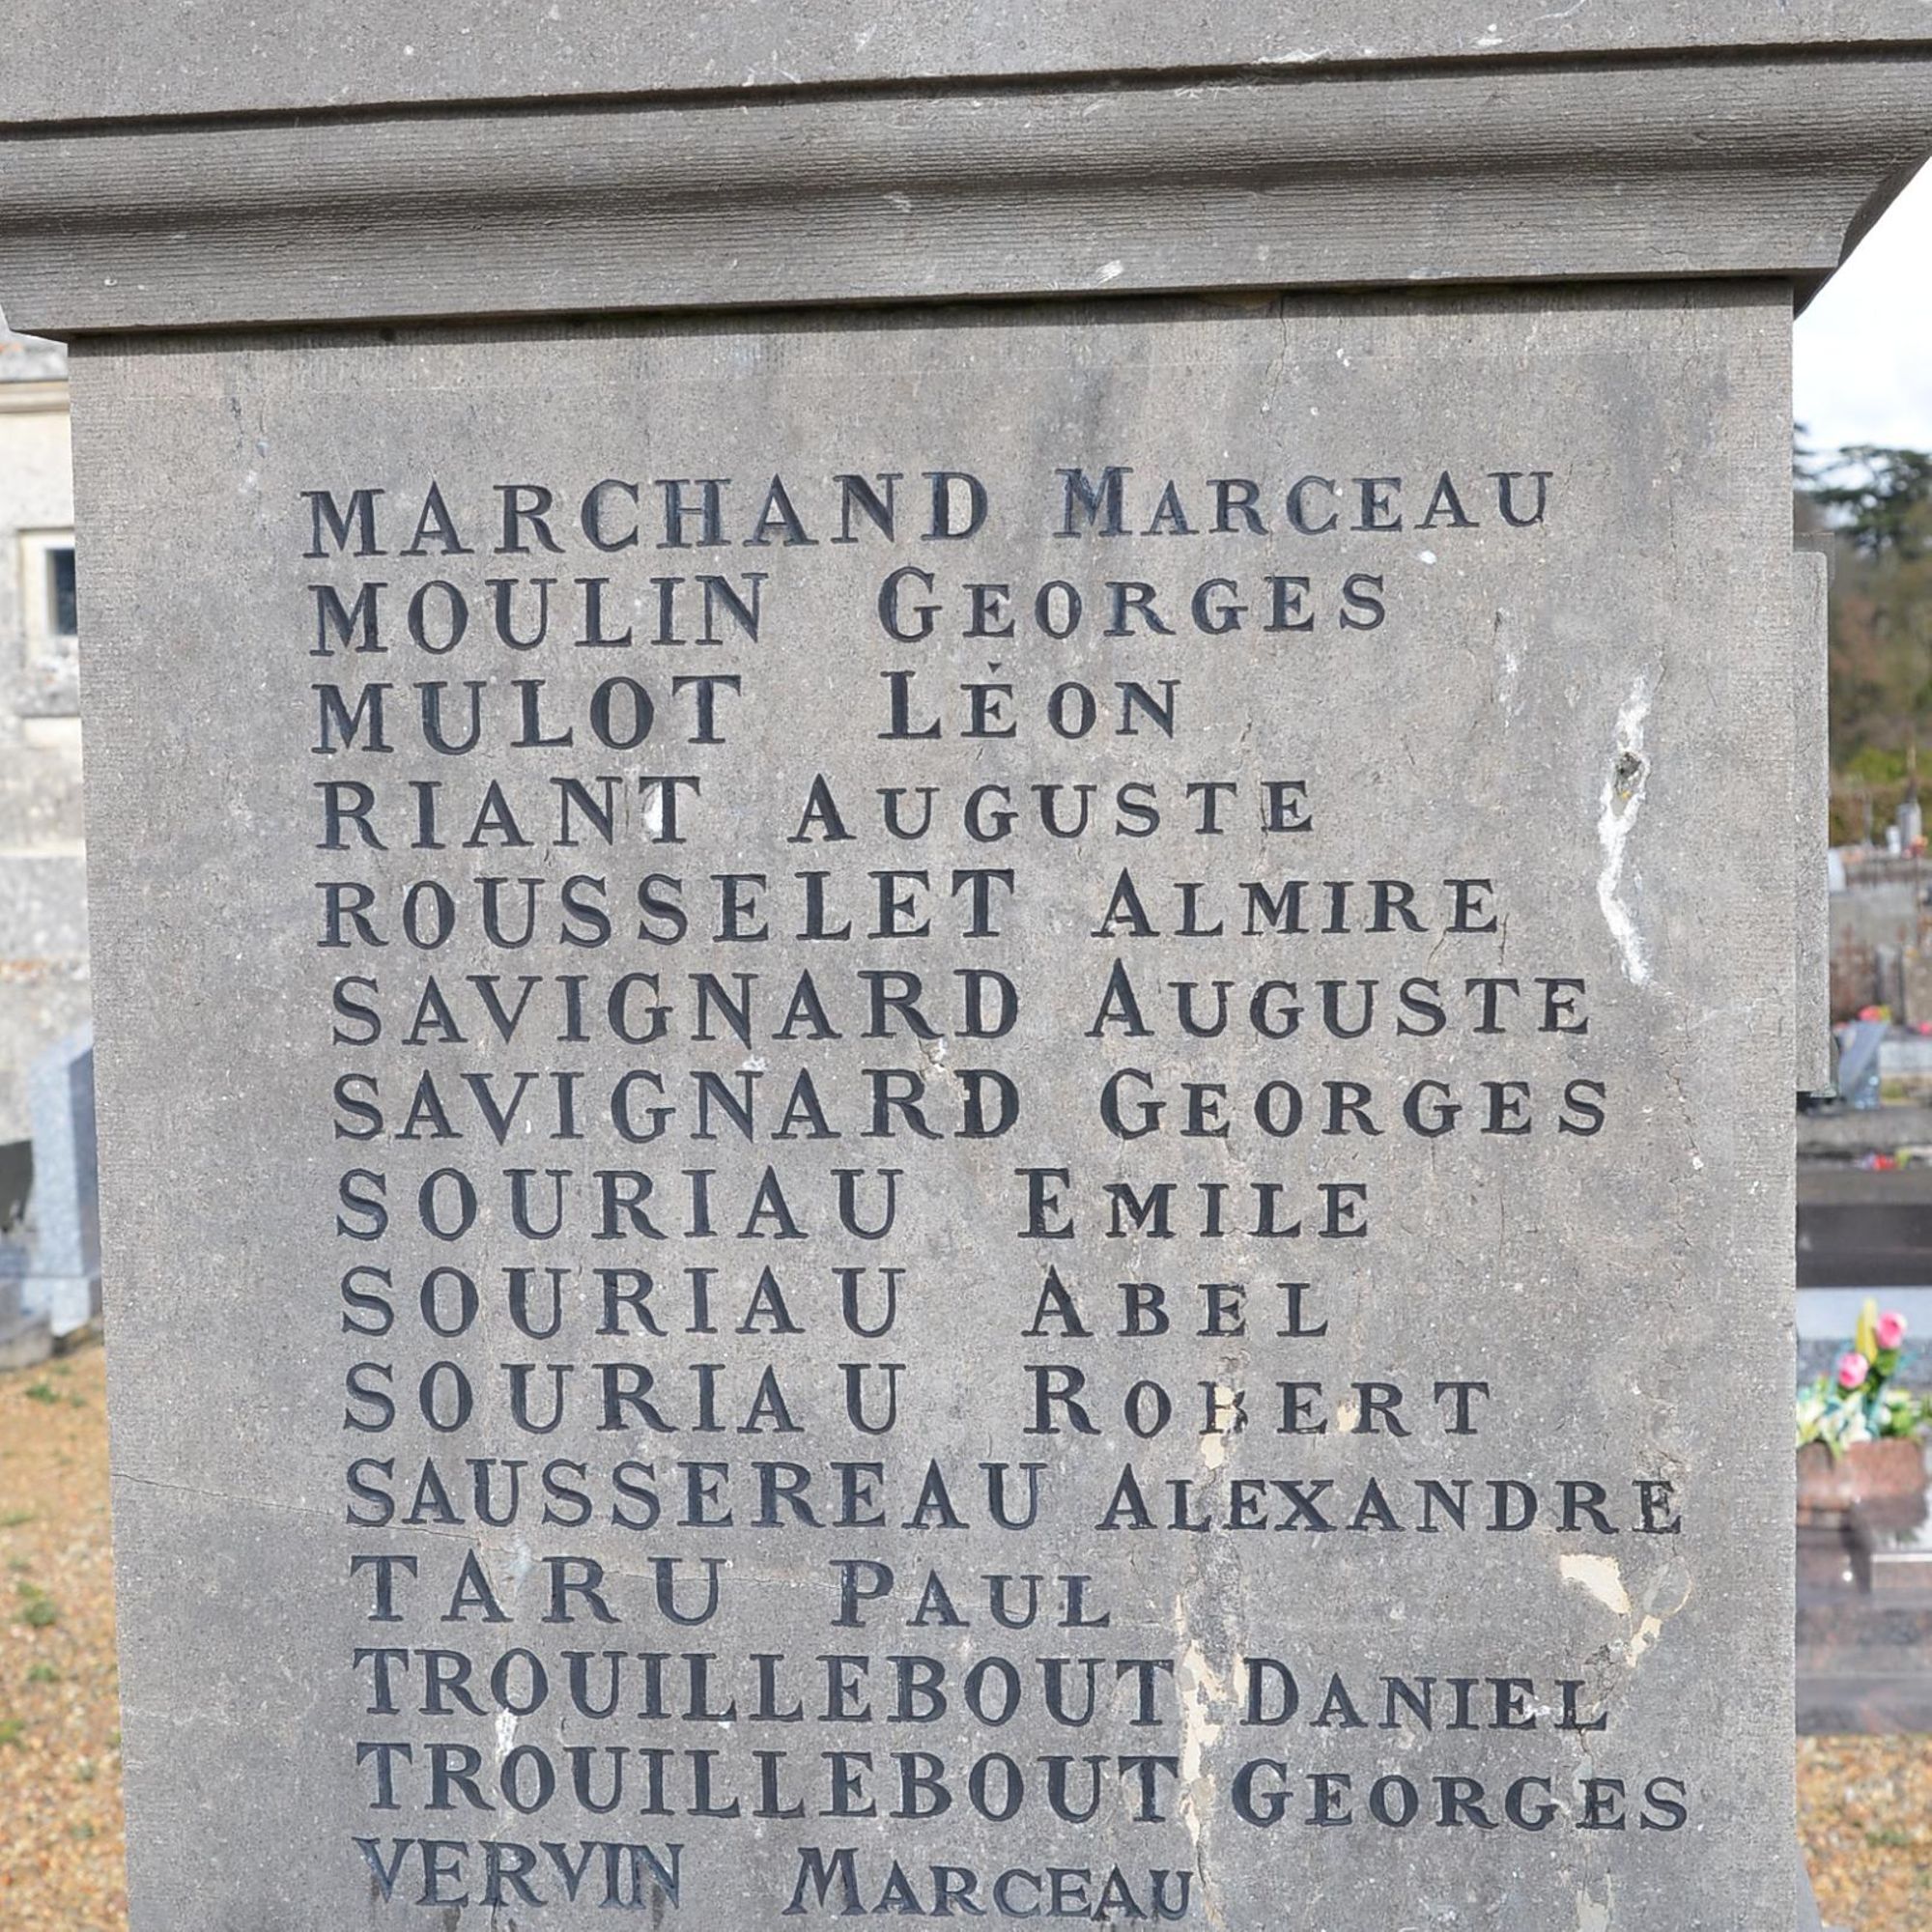 MARCHAND MARCEAU
MOULIN GEORGES
MULOT LÉON
RIANT AUGUSTE
ROUSSELET ALMIRE
SAVIGNARD AUGUSTE
SAVIGNARD GEORGES
SOURIAU EMILE
SOURIAU ABEL
SOURIAU ROBERT
SAUSSEREAU ALEXANDRE
TARU PAUL
TROUILLEBOUT DANIEL
TROUILLEBOUT GEORGES
VERVIN MARCEAU